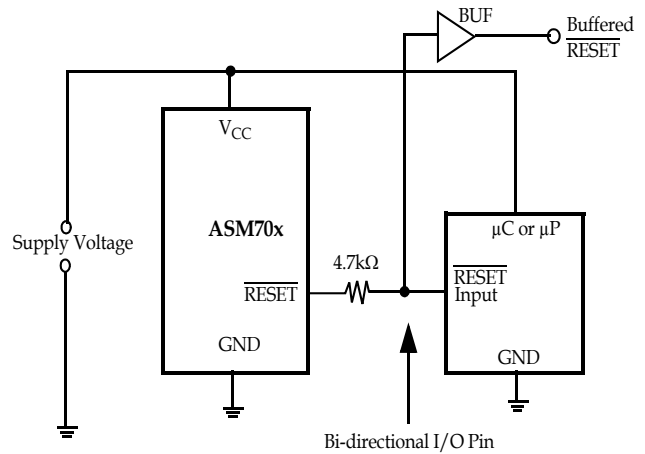 BUF
Buffered
RESET
VCC
ASM70x
Supply Voltage
µC or µP
4.7kΩ
RESET
RESET
Input
GND
GND
Bi-directional I/O Pin